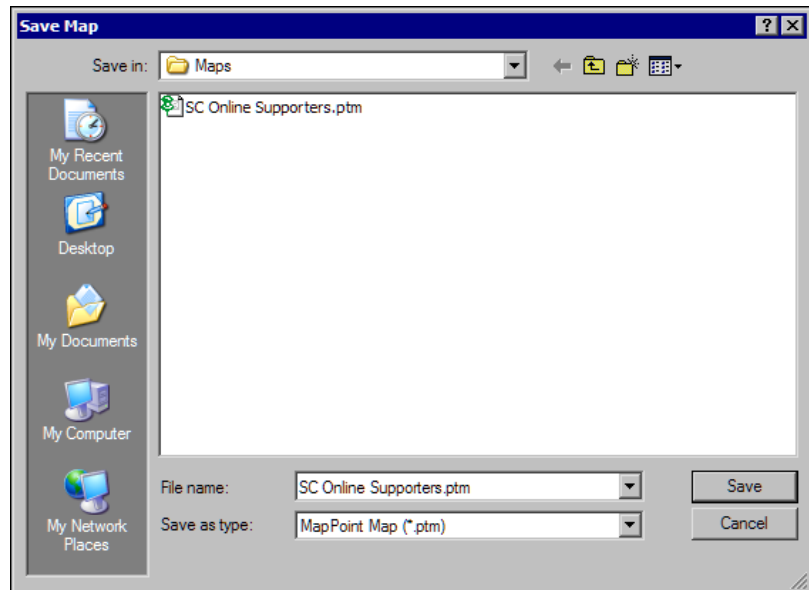 Save Map
Save in:
Maps
SC Online Supporters.ptm
My Recent
Documents
Desktop
My Documents
My Computer
My Network
Places
File name:
SC Online Supporters.ptm
Save
Save as type:
MapPoint Map (*.ptm)
Cancel